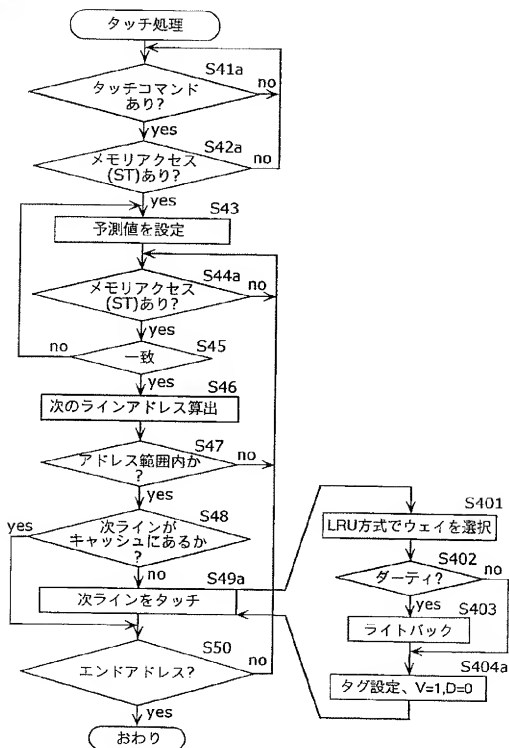 タッチ処理
S41a
タッチコマンド
あり?
no
yes
S42a
メモリアクセス
(ST)あり?
no
yes
S43
予測値を設定
S44a
メモリアクセス
(ST)あり?
no
yes
S45
一致
no
yes
S46
次のラインアドレス算出
S47
アドレス範囲内か
?
no
yes
S48
次ラインが
キャッシュにあるか
?
yes
no
S49a
次ラインをタッチ
S50
エンドアドレス?
no
yes
おわり
S401
LRU方式でウェイを選択
S402
ダーティ?
no
yes
S403
ライトバック
S404a
タグ設定、V=1,D=0